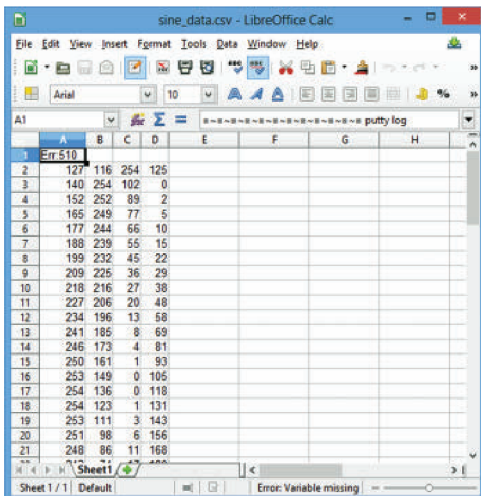 sine_data.csv - LibreOffice Calc
File Edit View Insert Format Tools Data Window Help
Arial 10
A1 =~=~=~=~=~=~=~=~=~=~=~= putty log
A B C D E F G H
1 Err:510
2 127 116 254 125
3 140 254 102 0
4 152 252 89 2
5 165 249 77 5
6 177 244 66 10
7 188 239 55 15
8 199 232 45 22
9 209 225 36 29
10 218 216 27 38
11 227 206 20 48
12 234 196 13 58
13 241 185 8 69
14 246 173 4 81
15 250 161 1 93
16 253 149 0 105
17 254 136 0 118
18 254 123 1 131
19 253 111 3 143
20 251 98 6 156
21 248 86 11 168
Sheet1
Sheet 1 / 1 Default Error: Variable missing